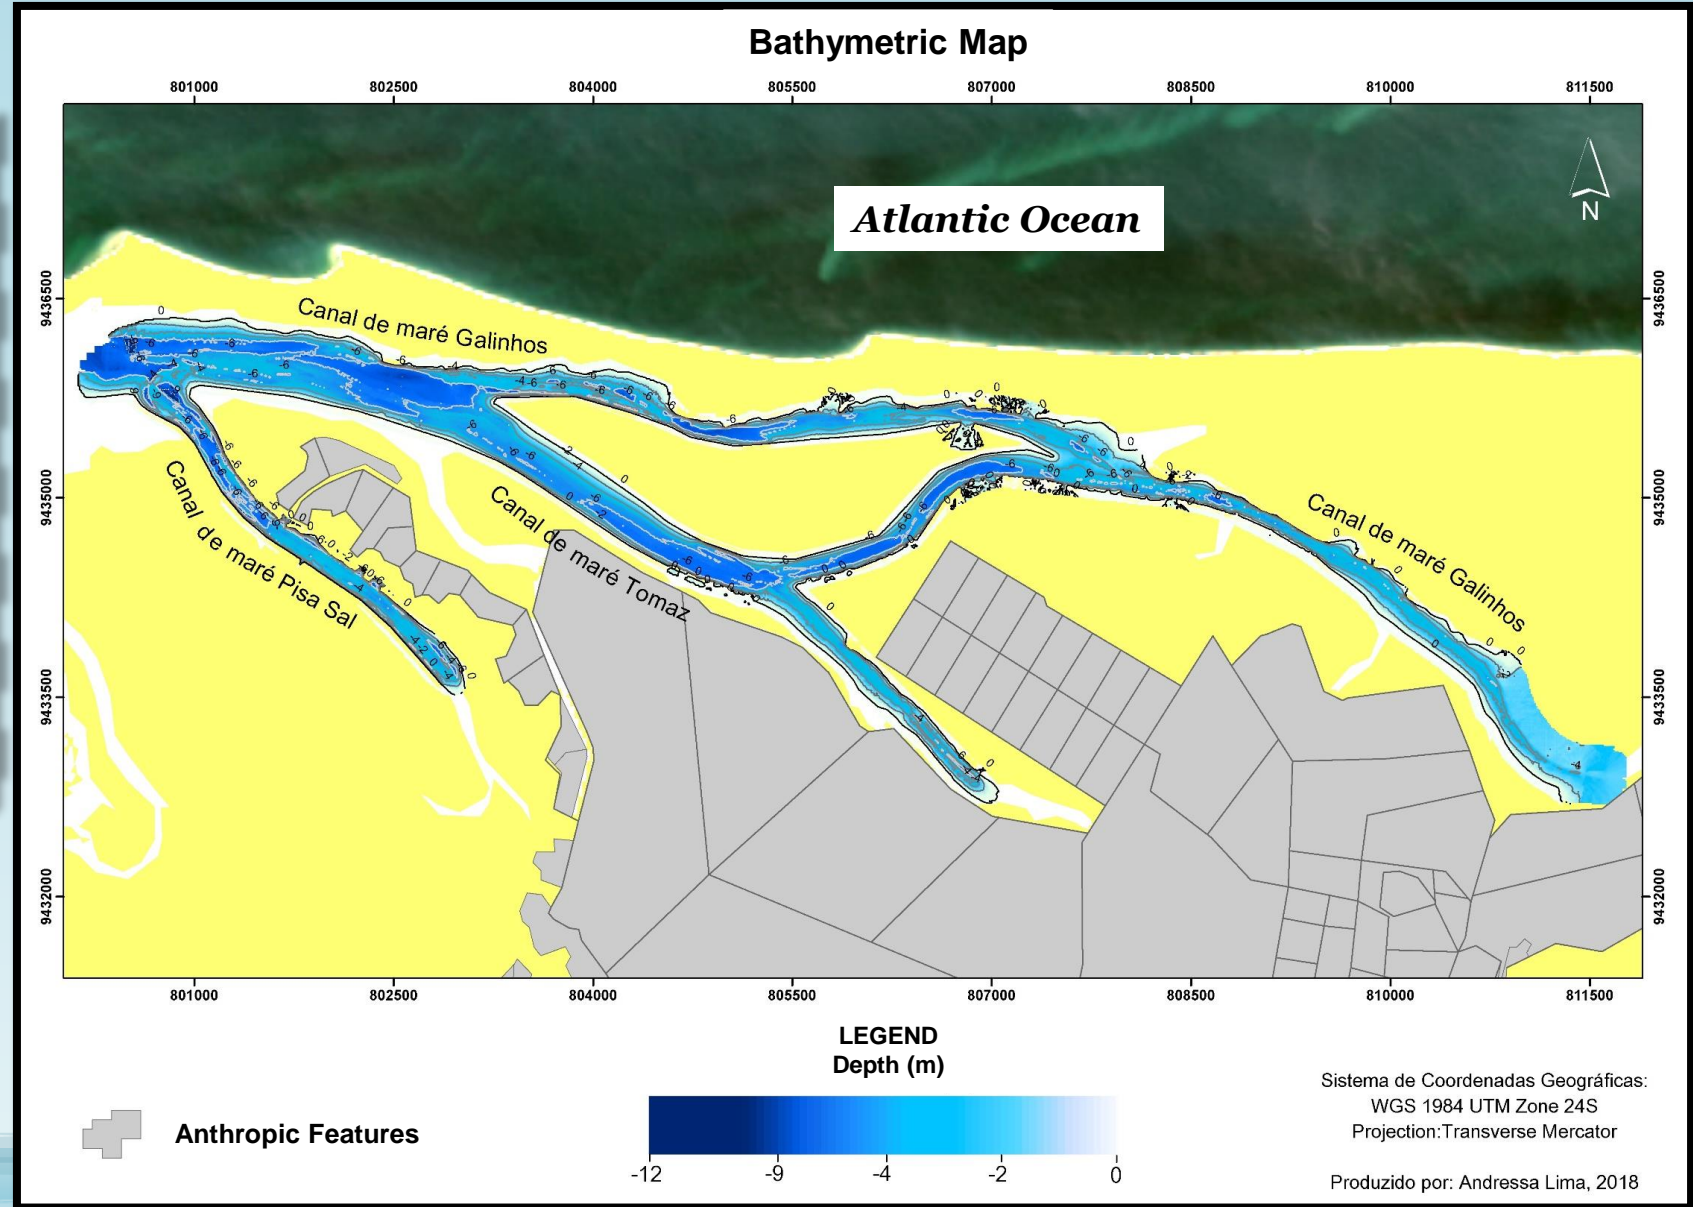 Bathymetric Map
801000 802500 804000 805500 807000 808500 810000 811500
Atlantic Ocean
N
9436500
9435000
9433500
9432000
9436500
9435000
9433500
9432000
Canal de maré Galinhos
Canal de maré Pisa Sal
Canal de maré Tomaz
Canal de maré Galinhos
801000 802500 804000 805500 807000 808500 810000 811500
LEGEND
Depth (m)
-12 -9 -4 -2 0
Anthropic Features
Sistema de Coordenadas Geográficas:
WGS 1984 UTM Zone 24S
Projection:Transverse Mercator
Produzido por: Andressa Lima, 2018